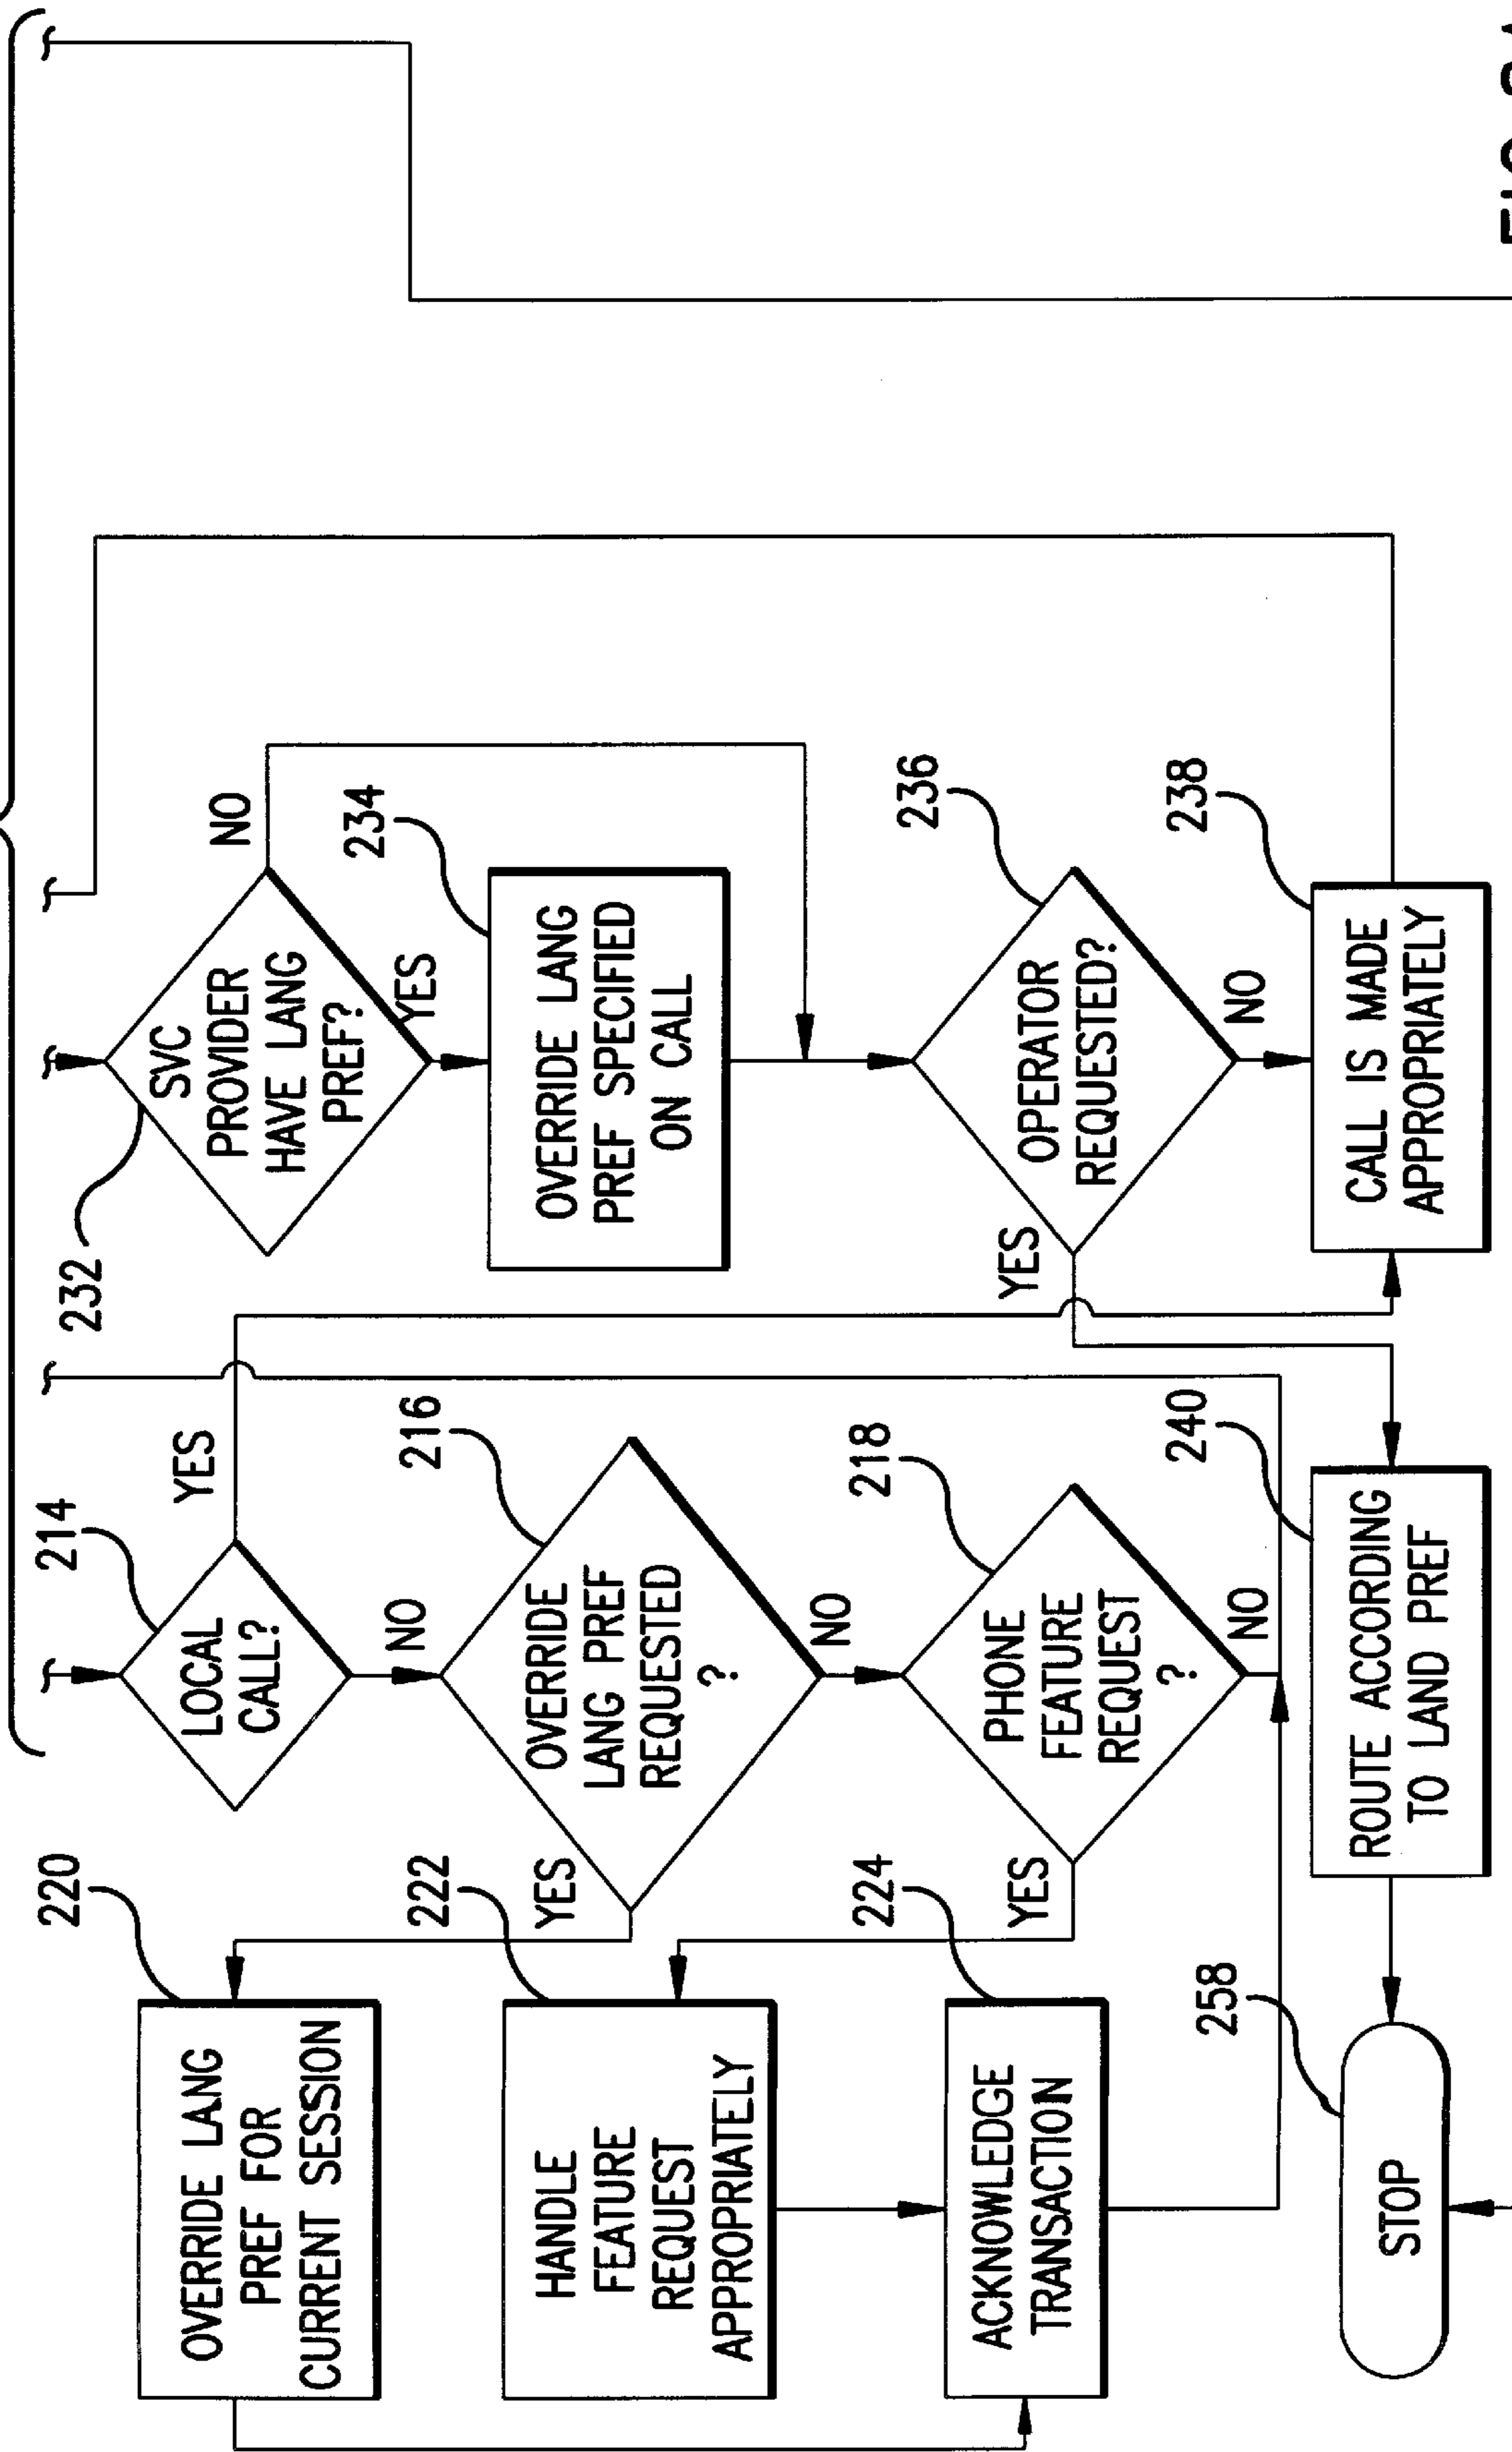 220
OVERRIDE LANG
PREF FOR
CURRENT SESSION
214
LOCAL
CALL?
YES
NO
232
SVC
PROVIDER
HAVE LANG
PREF?
NO
YES
222
HANDLE
FEATURE
REQUEST
APPROPRIATELY
YES
216
OVERRIDE
LANG PREF
REQUESTED
?
NO
234
OVERRIDE LANG
PREF SPECIFIED
ON CALL
224
ACKNOWLEDGE
TRANSACTION
YES
218
PHONE
FEATURE
REQUEST
?
NO
236
OPERATOR
REQUESTED?
YES
NO
258
STOP
240
ROUTE ACCORDING
TO LAND PREF
238
CALL IS MADE
APPROPRIATELY